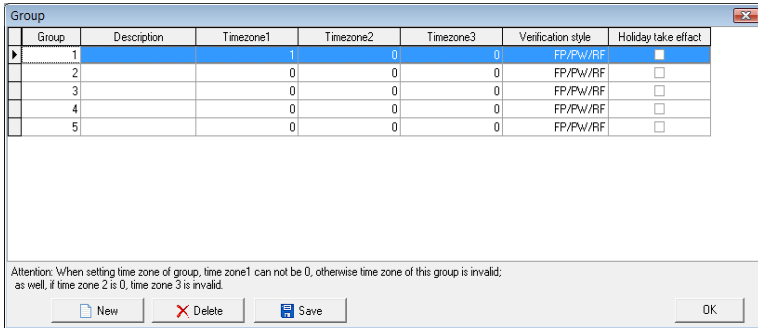 Group
Group Description Timezone1 Timezone2 Timezone3 Verification style Holiday take effact
1 1 0 0 FP/PW/RF
2 0 0 0 FP/PW/RF
3 0 0 0 FP/PW/RF
4 0 0 0 FP/PW/RF
5 0 0 0 FP/PW/RF
Attention: When setting time zone of group, time zone1 can not be 0, otherwise time zone of this group is invalid;
as well, if time zone 2 is 0, time zone 3 is invalid.
New Delete Save OK